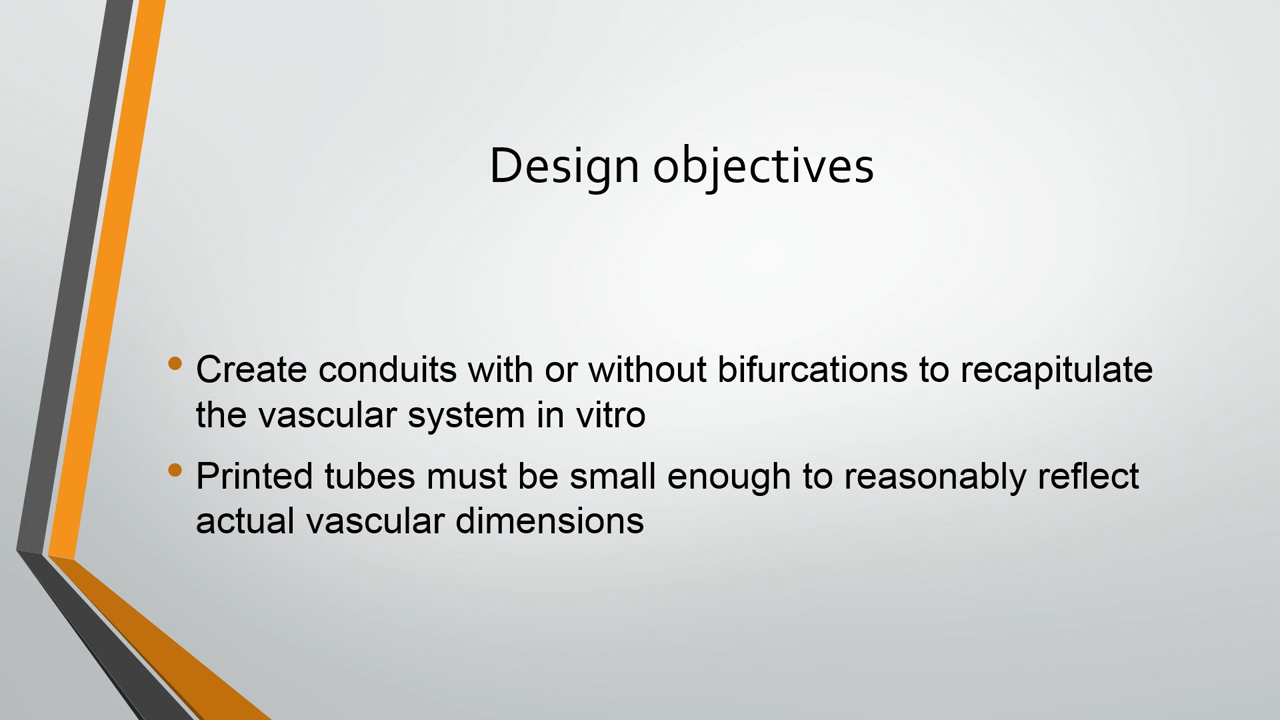 Design objectives
• Create conduits with or without bifurcations to recapitulate
the vascular system in vitro
• Printed tubes must be small enough to reasonably reflect
actual vascular dimensions